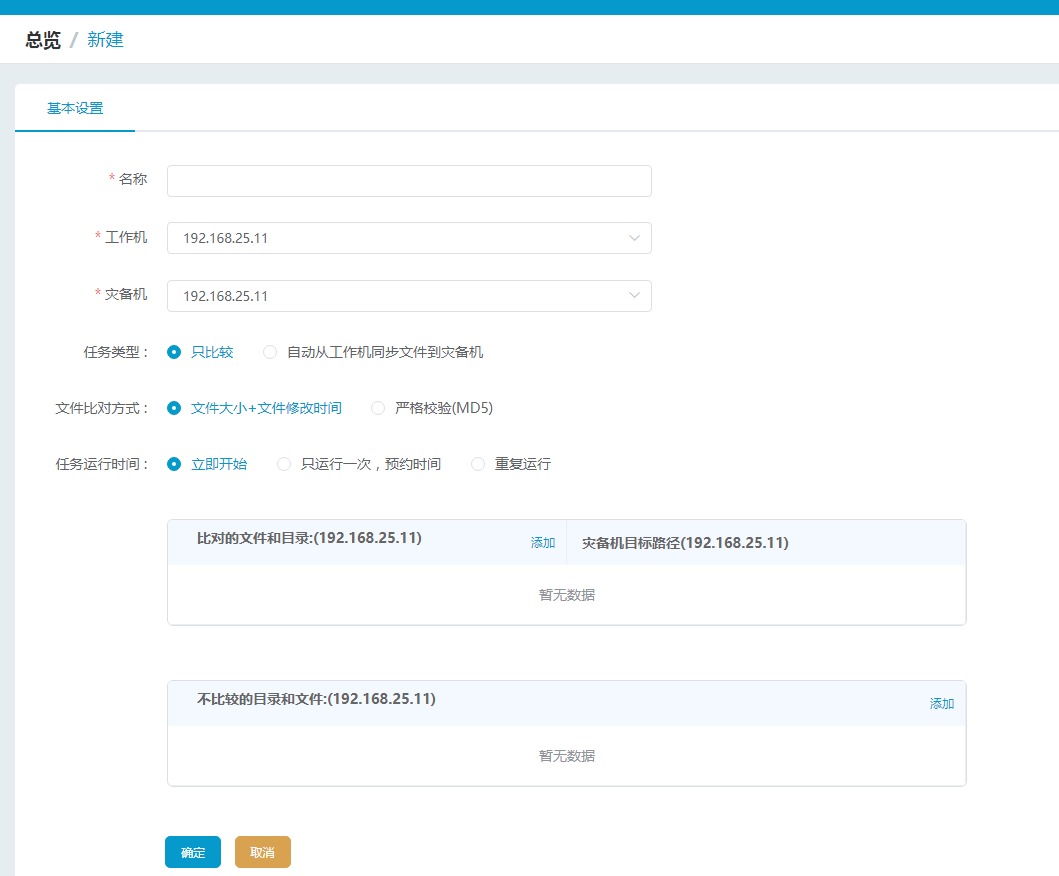 总览 / 新建
基本设置
* 名称
* 工作机 192.168.25.11
* 灾备机 192.168.25.11
任务类型： 只比较 自动从工作机同步文件到灾备机
文件比对方式： 文件大小+文件修改时间 严格校验(MD5)
任务运行时间： 立即开始 只运行一次，预约时间 重复运行
比对的文件和目录:(192.168.25.11) 添加 灾备机目标路径(192.168.25.11)
暂无数据
不比较的目录和文件:(192.168.25.11) 添加
暂无数据
确定 取消